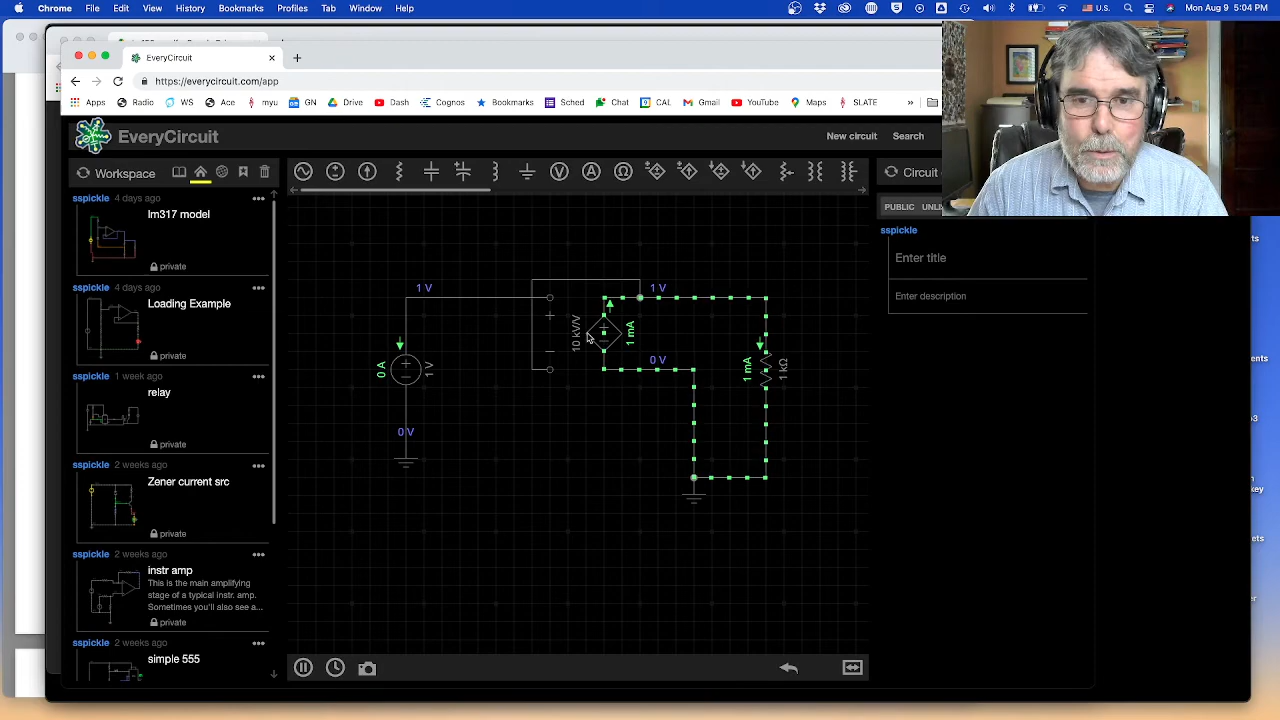 Chrome File Edit View History Bookmarks Profiles Tab Window Help
U.S. Mon Aug 9 5:04 PM
EveryCircuit
https://everycircuit.com/app
Apps Radio WS Ace myu GN Drive Dash Cognos Bookmarks Sched Chat CAL Gmail YouTube Maps SLATE »
EveryCircuit
New circuit Search
Workspace
Circuit
PUBLIC UNLI
sspickle
Enter title
Enter description
sspickle 4 days ago
lm317 model
private
sspickle 4 days ago
Loading Example
private
sspickle 1 week ago
relay
private
sspickle 2 weeks ago
Zener current src
private
sspickle 2 weeks ago
instr amp
This is the main amplifying
stage of a typical instr. amp.
Sometimes you'll also see a...
private
sspickle 2 weeks ago
simple 555
1 V
1 V
10 kV/V
1 mA
0 V
0 A
1 V
0 V
1 mA
1 kΩ